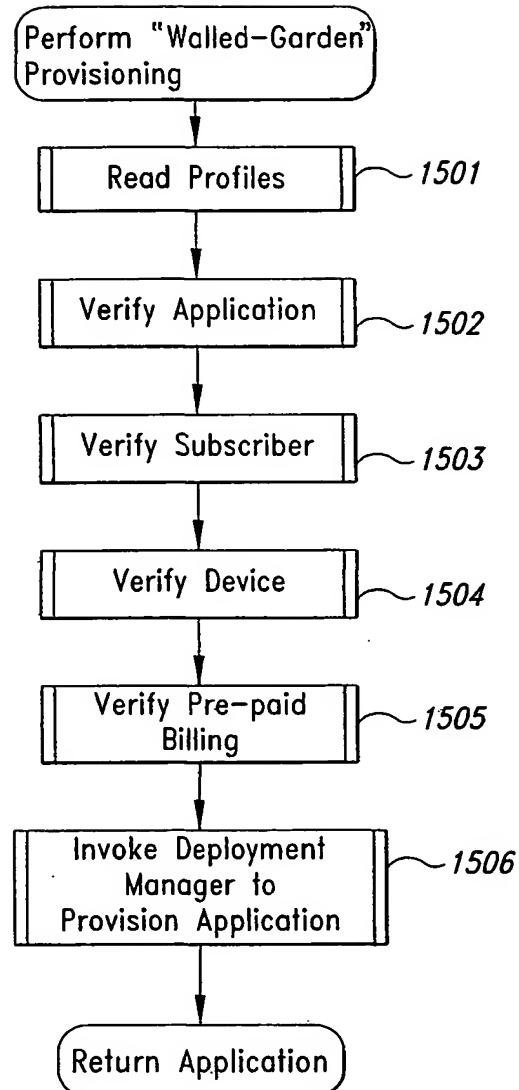 Perform "Walled-Garden"
Provisioning
Read Profiles
1501
Verify Application
1502
Verify Subscriber
1503
Verify Device
1504
Verify Pre-paid
Billing
1505
Invoke Deployment
Manager to
Provision Application
1506
Return Application